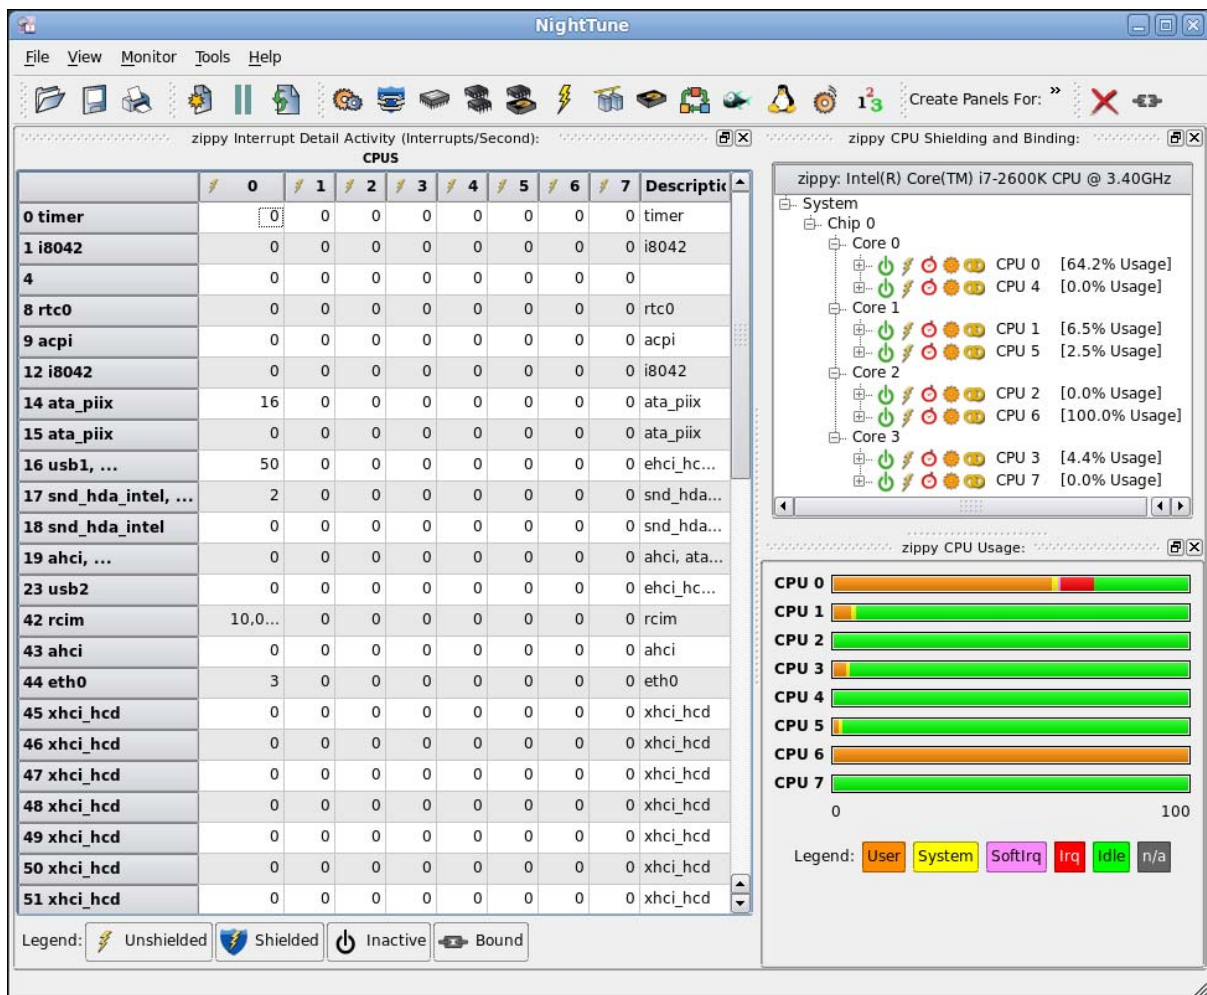 NightTune
File View Monitor Tools Help
Create Panels For: »
zippy Interrupt Detail Activity (Interrupts/Second):
CPUS
0 1 2 3 4 5 6 7 Descriptic
0 timer 0 0 0 0 0 0 0 0 timer
1 i8042 0 0 0 0 0 0 0 0 i8042
4 0 0 0 0 0 0 0 0
8 rtc0 0 0 0 0 0 0 0 0 rtc0
9 acpi 0 0 0 0 0 0 0 0 acpi
12 i8042 0 0 0 0 0 0 0 0 i8042
14 ata_piix 16 0 0 0 0 0 0 0 ata_piix
15 ata_piix 0 0 0 0 0 0 0 0 ata_piix
16 usb1, ... 50 0 0 0 0 0 0 0 ehci_hc...
17 snd_hda_intel, ... 2 0 0 0 0 0 0 0 snd_hda...
18 snd_hda_intel 0 0 0 0 0 0 0 0 snd_hda...
19 ahci, ... 0 0 0 0 0 0 0 0 ahci, ata...
23 usb2 0 0 0 0 0 0 0 0 ehci_hc...
42 rcim 10,0... 0 0 0 0 0 0 0 rcim
43 ahci 0 0 0 0 0 0 0 0 ahci
44 eth0 3 0 0 0 0 0 0 0 eth0
45 xhci_hcd 0 0 0 0 0 0 0 0 xhci_hcd
46 xhci_hcd 0 0 0 0 0 0 0 0 xhci_hcd
47 xhci_hcd 0 0 0 0 0 0 0 0 xhci_hcd
48 xhci_hcd 0 0 0 0 0 0 0 0 xhci_hcd
49 xhci_hcd 0 0 0 0 0 0 0 0 xhci_hcd
50 xhci_hcd 0 0 0 0 0 0 0 0 xhci_hcd
51 xhci_hcd 0 0 0 0 0 0 0 0 xhci_hcd
Legend: Unshielded Shielded Inactive Bound
zippy CPU Shielding and Binding:
zippy: Intel(R) Core(TM) i7-2600K CPU @ 3.40GHz
System
Chip 0
Core 0
CPU 0 [64.2% Usage]
CPU 4 [0.0% Usage]
Core 1
CPU 1 [6.5% Usage]
CPU 5 [2.5% Usage]
Core 2
CPU 2 [0.0% Usage]
CPU 6 [100.0% Usage]
Core 3
CPU 3 [4.4% Usage]
CPU 7 [0.0% Usage]
zippy CPU Usage:
CPU 0
CPU 1
CPU 2
CPU 3
CPU 4
CPU 5
CPU 6
CPU 7
0 100
Legend: User System SoftIrq Irq Idle n/a